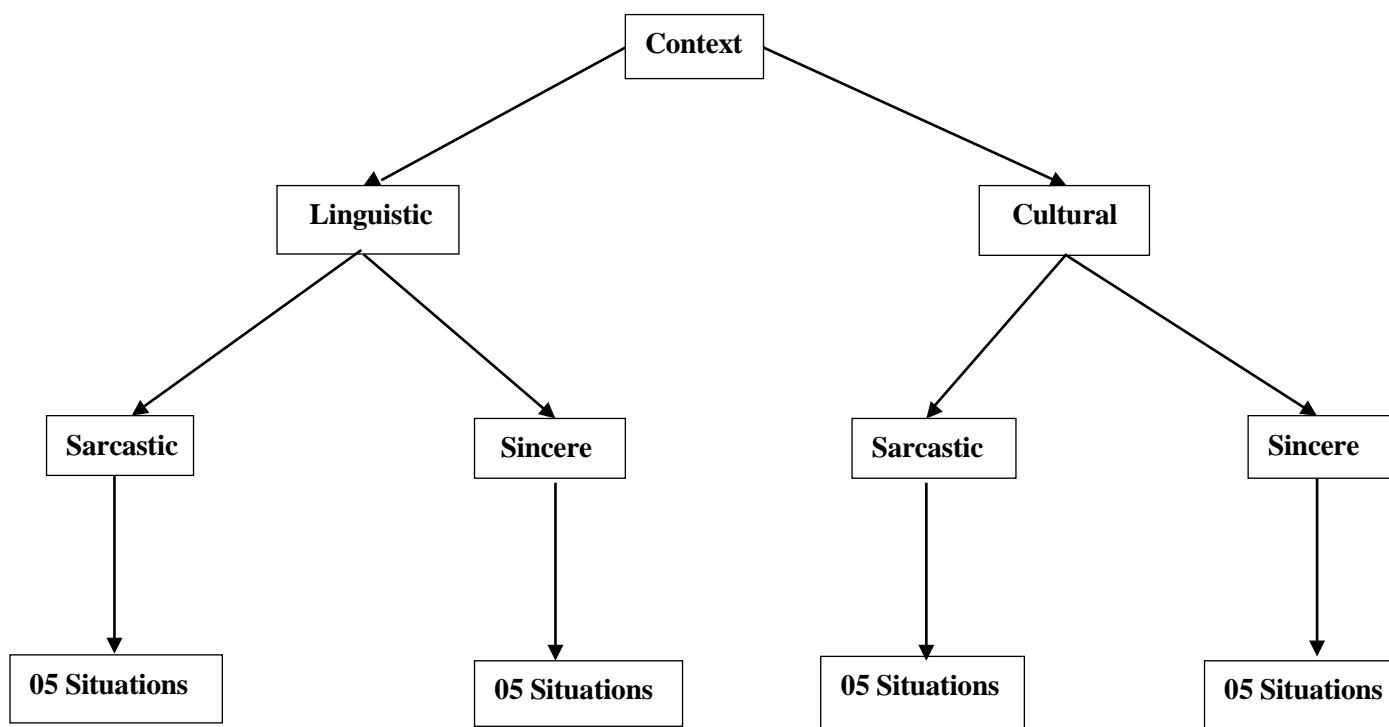 Context
Linguistic
Cultural
Sarcastic
Sincere
Sarcastic
Sincere
05 Situations
05 Situations
05 Situations
05 Situations